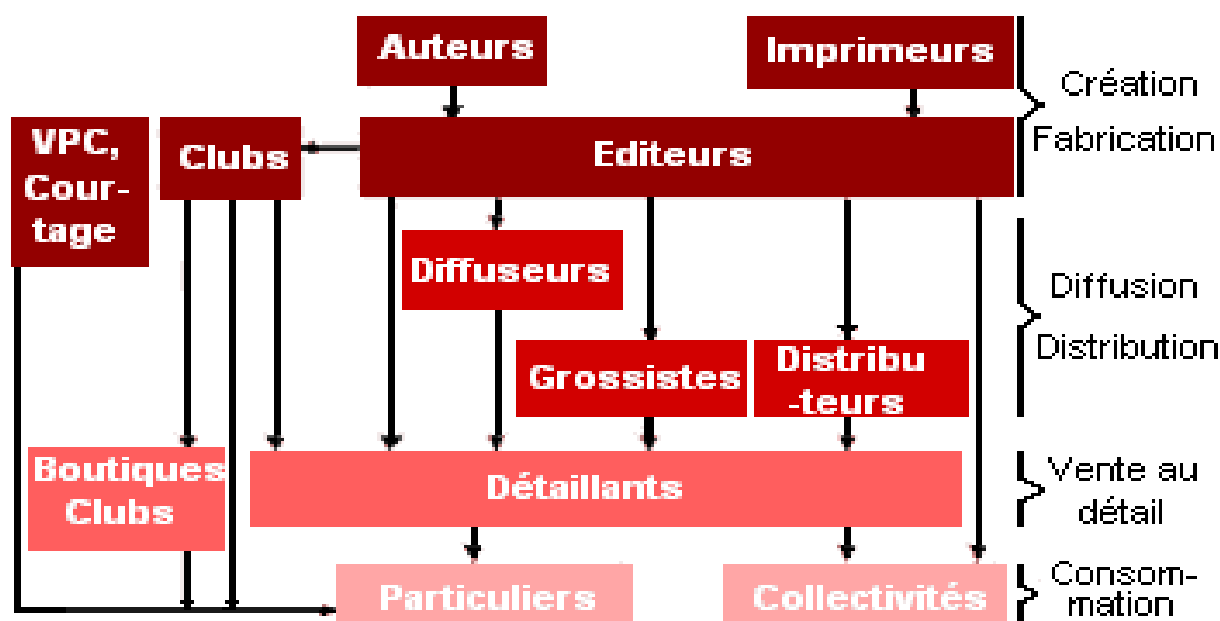 Auteurs
Imprimeurs
Création
Fabrication
VPC,
Cour-
tage
Clubs
Editeurs
Diffuseurs
Diffusion
Distribution
Grossistes
Distribu
-teurs
Boutiques
Clubs
Détaillants
Vente au
détail
Particuliers
Collectivités
Consom-
mation